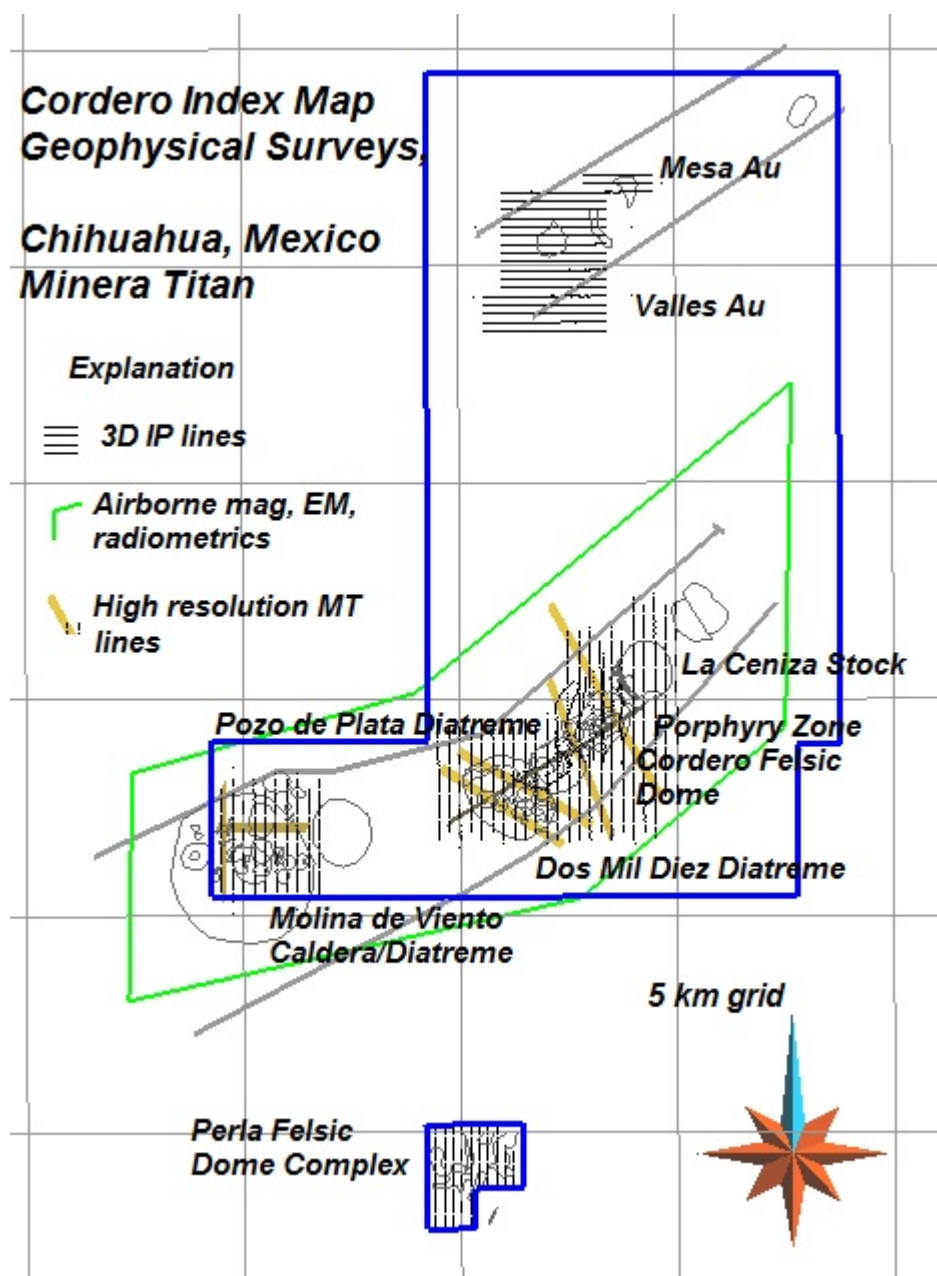 Cordero Index Map
Geophysical Surveys,
Chihuahua, Mexico
Minera Titan
Explanation
3D IP lines
Airborne mag, EM,
radiometrics
High resolution MT
lines
Mesa Au
Valles Au
La Ceniza Stock
Pozo de Plata Diatreme
Porphyry Zone
Cordero Felsic
Dome
Dos Mil Diez Diatreme
Molina de Viento
Caldera/Diatreme
5 km grid
Perla Felsic
Dome Complex